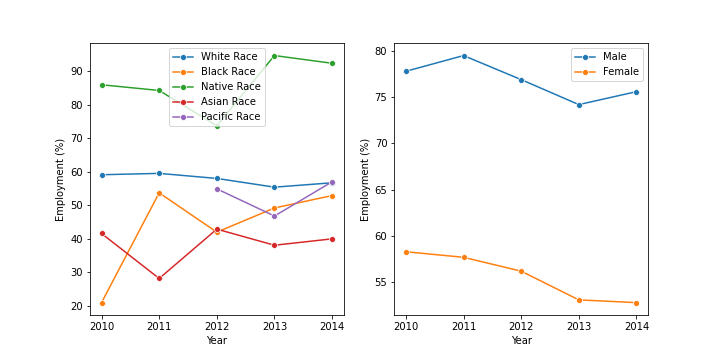 White Race
Black Race
Native Race
Asian Race
Pacific Race
90
80
70
60
50
40
30
20
Employment (%)
2010 2011 2012 2013 2014
Year
Male
Female
80
75
70
65
60
55
Employment (%)
2010 2011 2012 2013 2014
Year